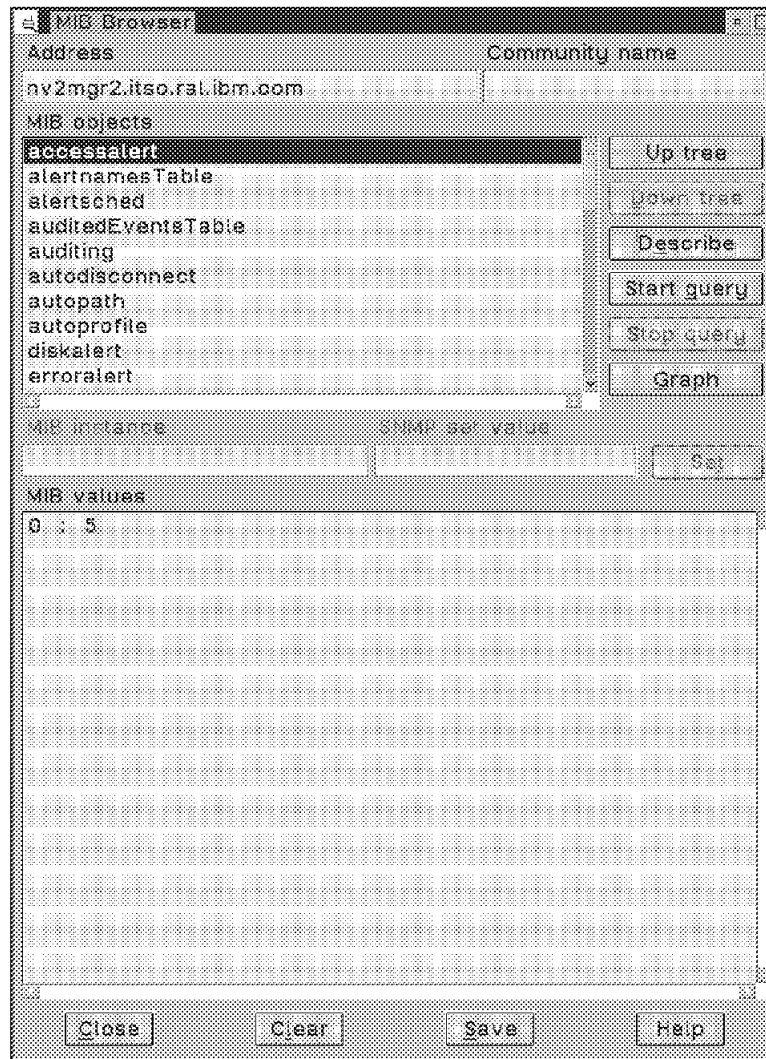 MIB Browser
Address Community name
nv2mgr2.itso.ral.ibm.com
MIB objects
accessalert
alertnamesTable
alertsched
auditedEventsTable
auditing
autodisconnect
autopath
autoprofile
diskalert
erroralert
Up tree
Down tree
Describe
Start query
Stop query
Graph
MIB instance SNMP set value
Set
MIB values
0 : 5
Close Clear Save Help